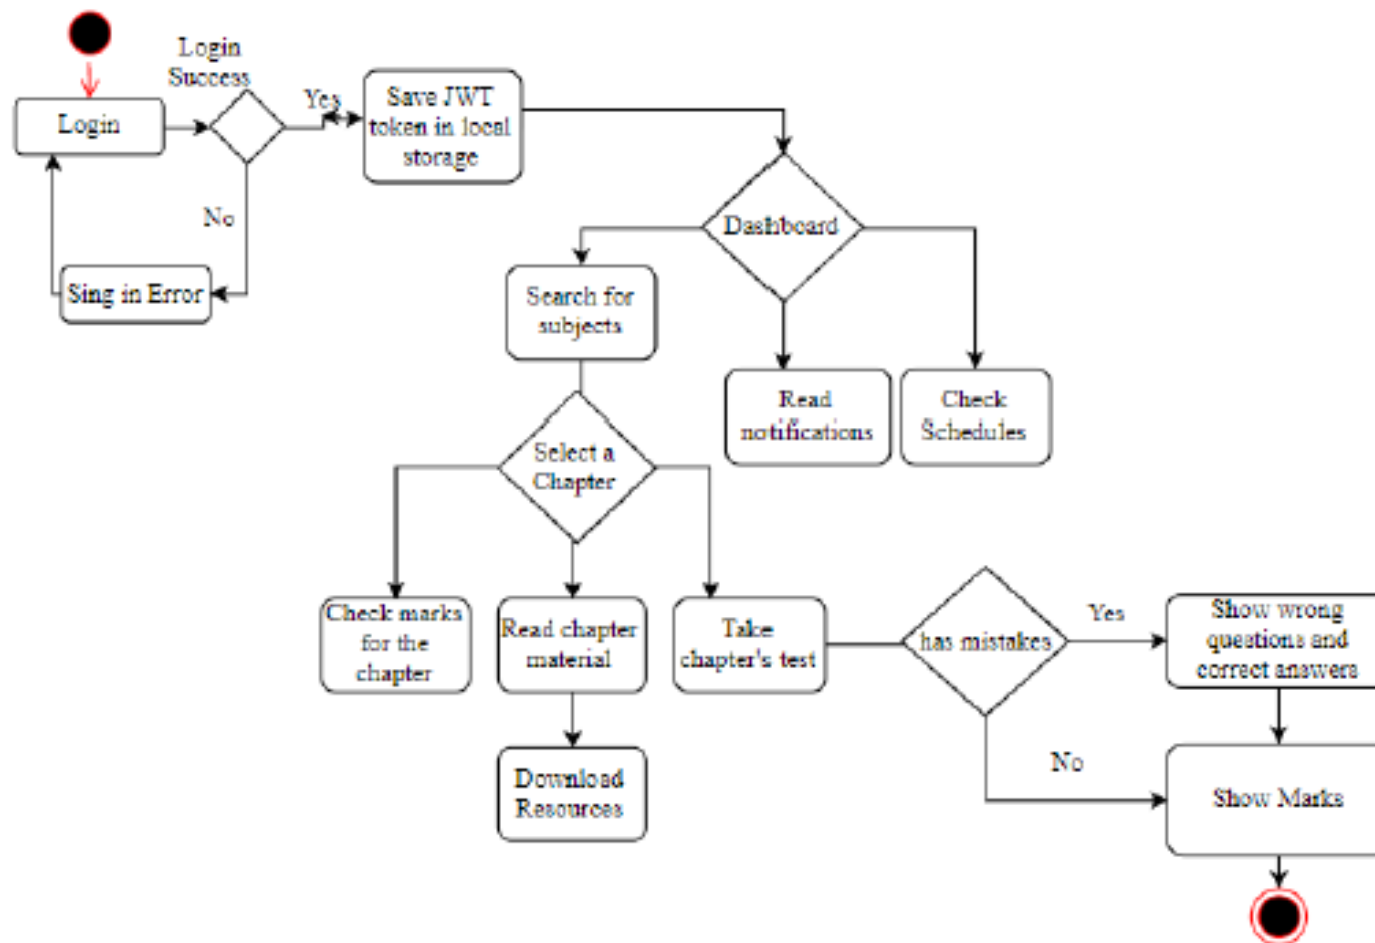 Login
Success
Login
Yes
Save JWT
token in local
storage
No
Sing in Error
Dashboard
Search for
subjects
Read
notifications
Check
Schedules
Select a
Chapter
Check marks
for the
chapter
Read chapter
material
Take
chapter's test
has mistakes
Yes
Show wrong
questions and
correct answers
Download
Resources
No
Show Marks